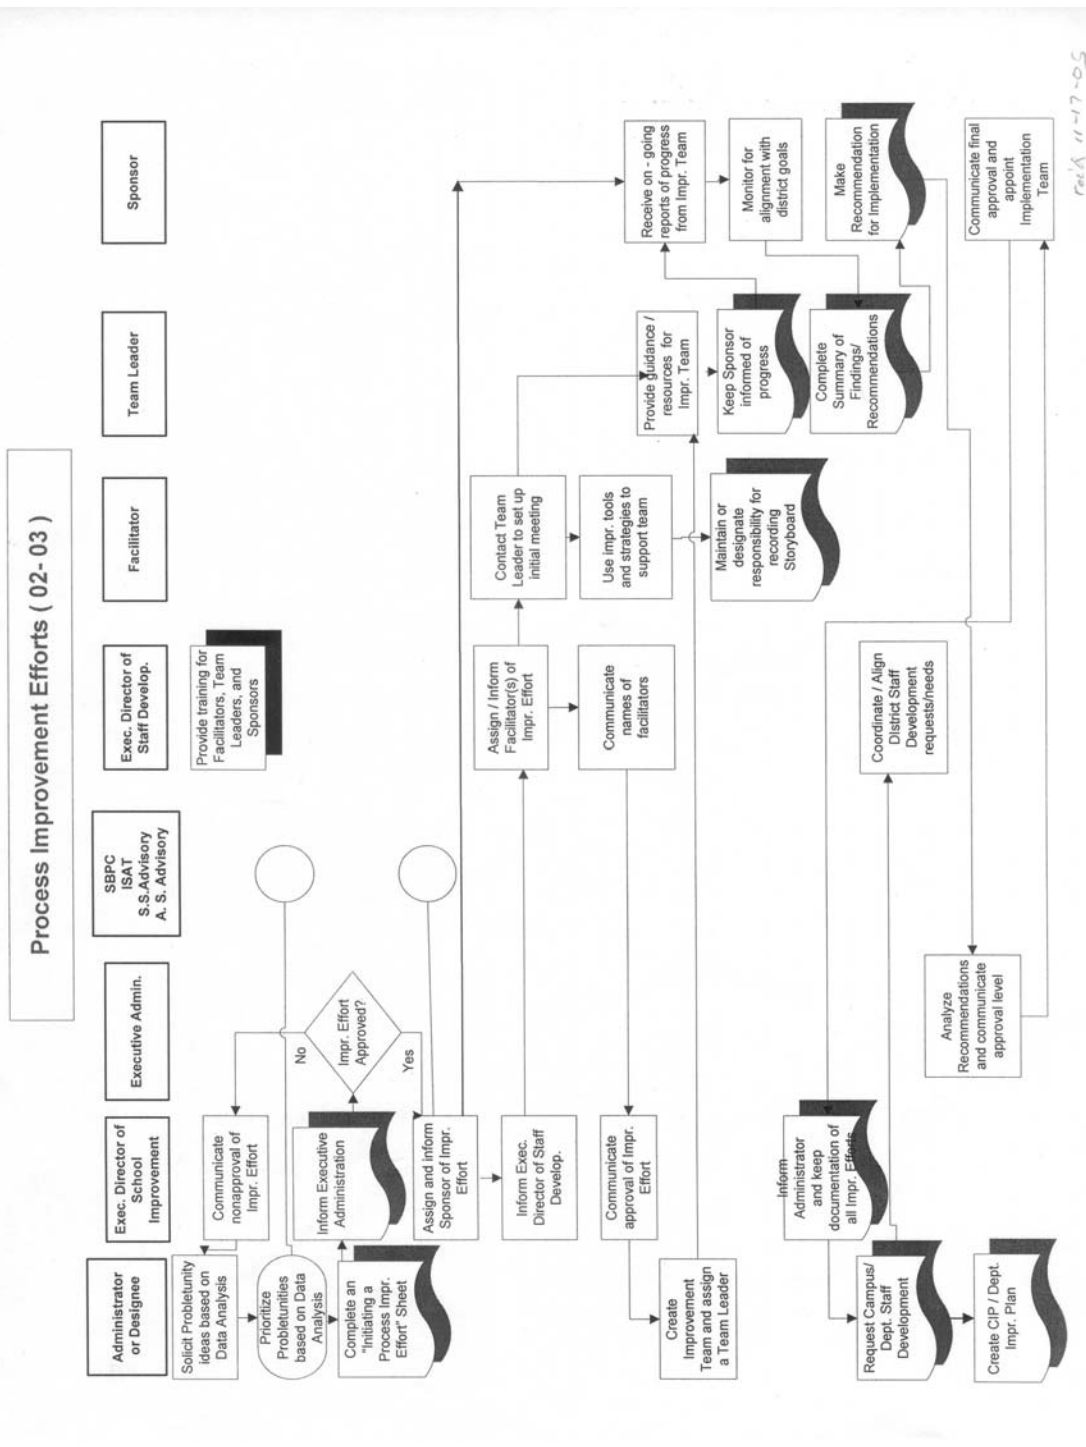 Process Improvement Efforts ( 02- 03 )
Administrator
or Designee
Exec. Director of
School
Improvement
Executive Admin.
SBPC
ISAT
S.S.Advisory
A. S. Advisory
Exec. Director of
Staff Develop.
Facilitator
Team Leader
Sponsor
Solicit Probletunity
ideas based on
Data Analysis
Communicate
nonapproval of
Impr. Effort
Provide training for
Facilitators, Team
Leaders, and
Sponsors
Prioritize
Probletunities
based on Data
Analysis
No
Inform Executive
Administration
Impr. Effort
Approved?
Yes
Complete an
"Initiating a
Process Impr.
Effort" Sheet
Assign and inform
Sponsor of Impr.
Effort
Inform Exec.
Director of Staff
Develop.
Assign / Inform
Facilitator(s) of
Impr. Effort
Contact Team
Leader to set up
initial meeting
Communicate
approval of Impr.
Effort
Communicate
names of
facilitators
Use impr. tools
and strategies to
support team
Provide guidance /
resources for
Impr. Team
Receive on - going
reports of progress
from Impr. Team
Create
Improvement
Team and assign
a Team Leader
Maintain or
designate
responsibility for
recording
Storyboard
Keep Sponsor
informed of
progress
Monitor for
alignment with
district goals
Inform
Administrator
and keep
documentation of
all Impr. Efforts
Complete
Summary of
Findings/
Recommendations
Make
Recommendation
for Implementation
Request Campus/
Dept. Staff
Development
Coordinate / Align
District Staff
Development
requests/needs
Analyze
Recommendations
and communicate
approval level
Communicate final
approval and
appoint
Implementation
Team
Create CIP / Dept.
Impr. Plan
11-17-05